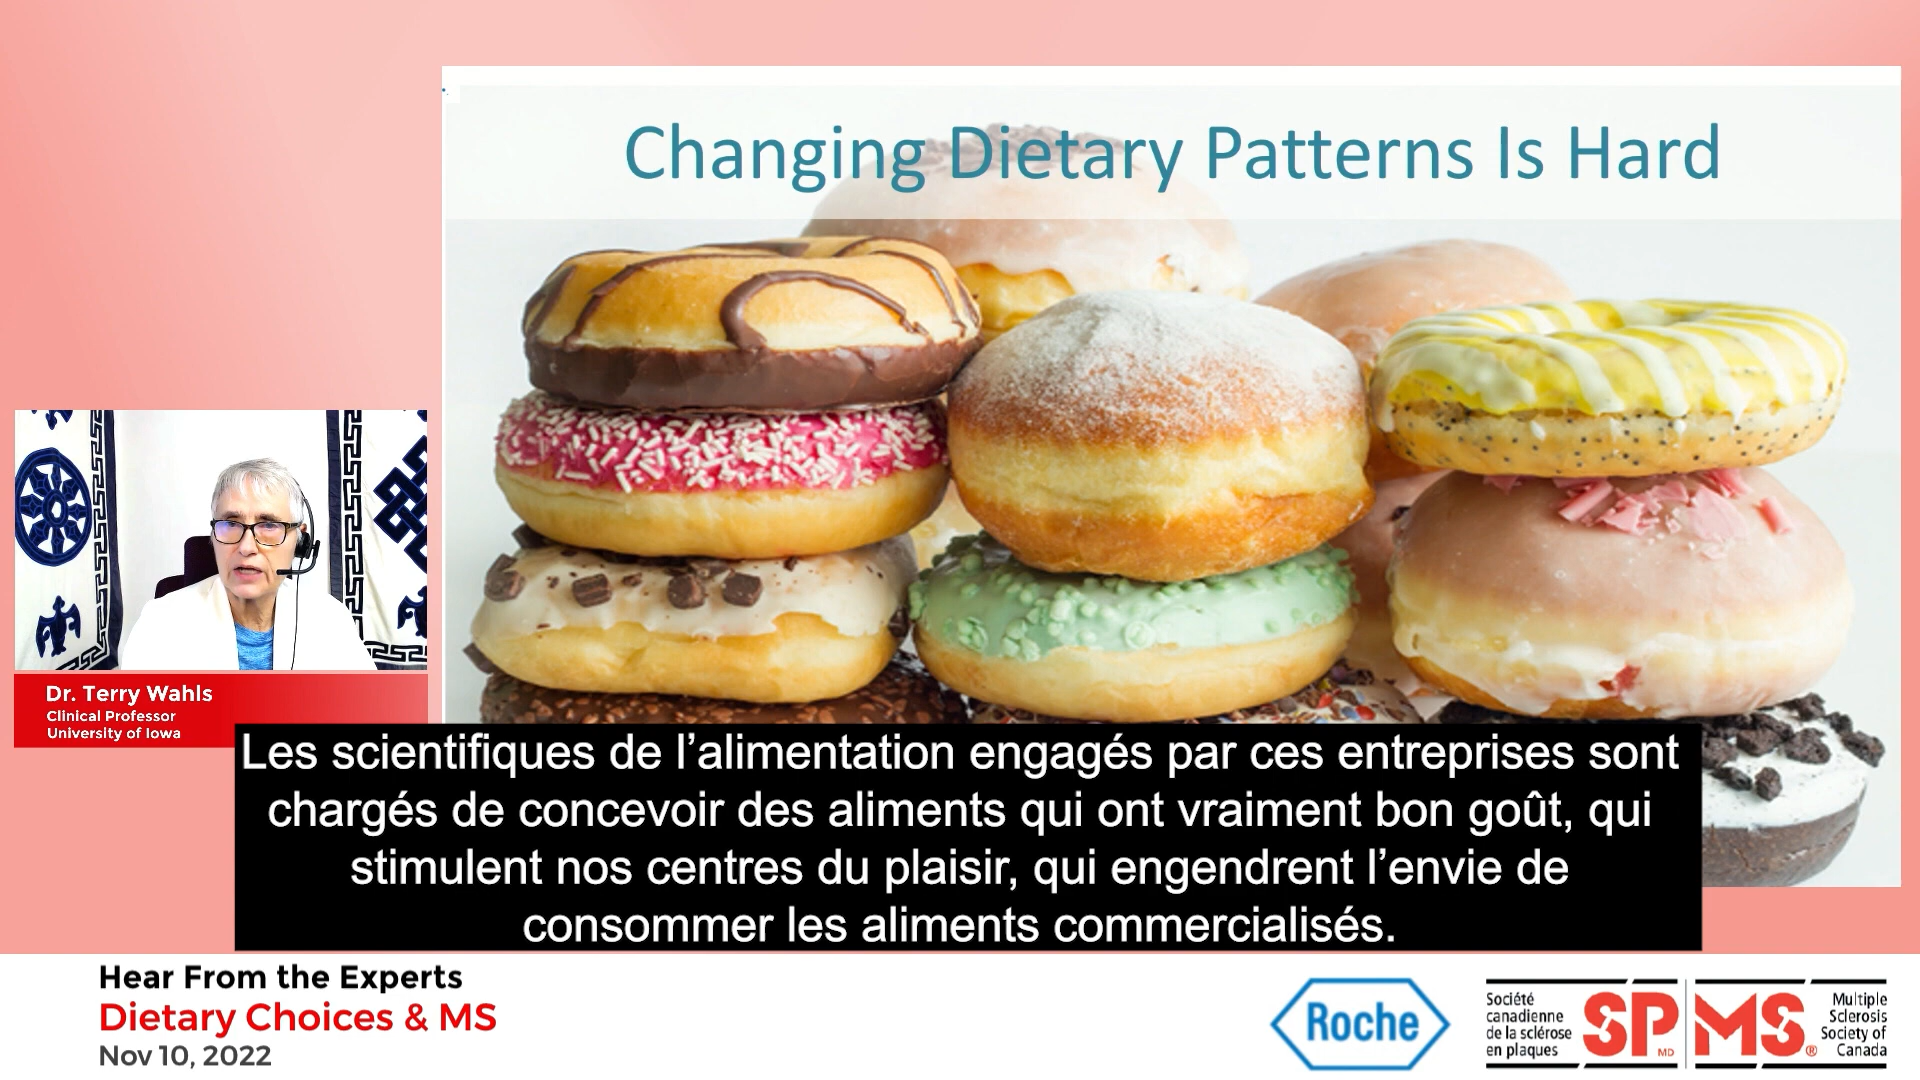 Changing Dietary Patterns Is Hard
Dr. Terry Wahls
Clinical Professor
University of Iowa
Les scientifiques de l’alimentation engagés par ces entreprises sont
chargés de concevoir des aliments qui ont vraiment bon goût, qui
stimulent nos centres du plaisir, qui engendrent l’envie de
consommer les aliments commercialisés.
Hear From the Experts
Dietary Choices & MS
Nov 10, 2022
Roche
Société
canadienne
de la sclérose
en plaques
SP MD
MS®
Multiple
Sclerosis
Society of
Canada